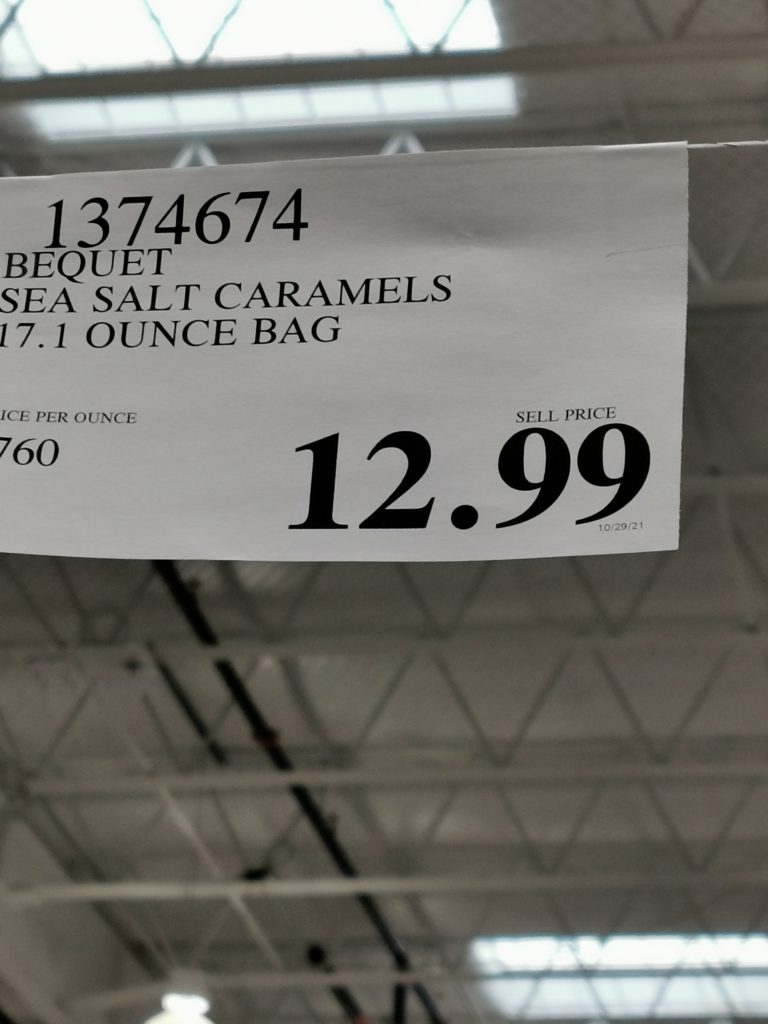 1374674
BEQUET
SEA SALT CARAMELS
17.1 OUNCE BAG
ICE PER OUNCE
760
SELL PRICE
12.99
10/29/21